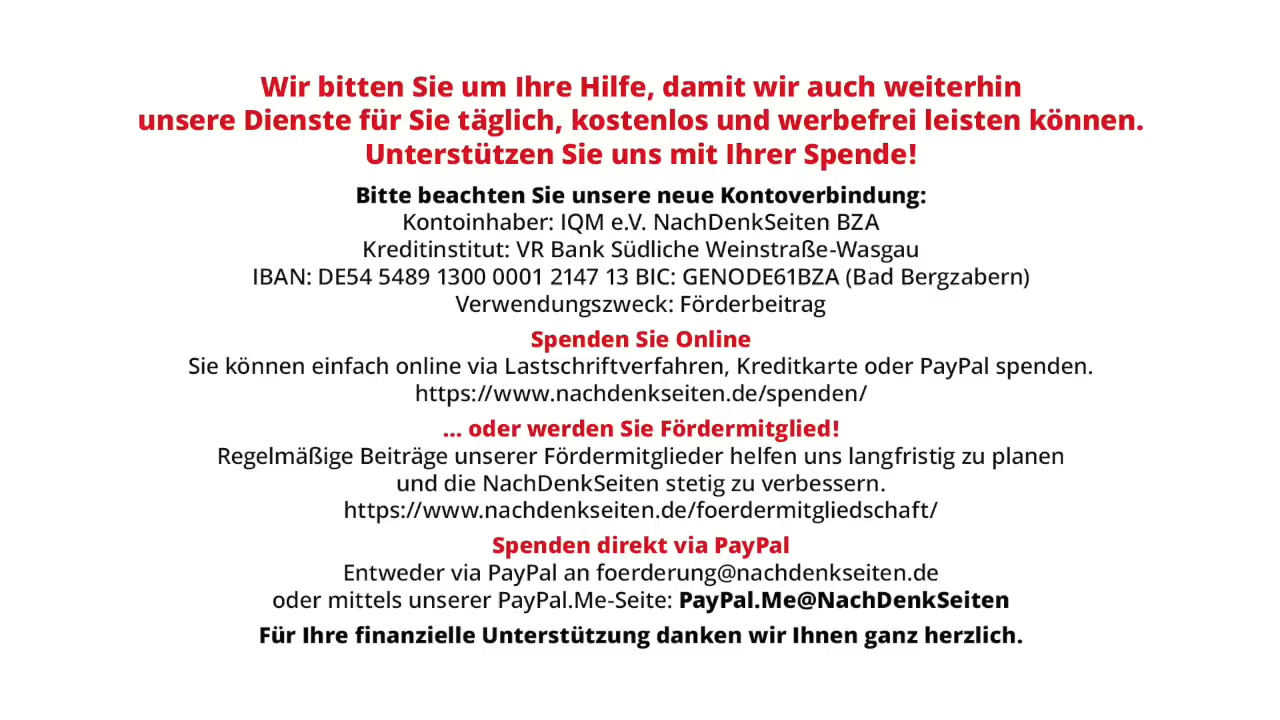 Wir bitten Sie um Ihre Hilfe, damit wir auch weiterhin
unsere Dienste für Sie täglich, kostenlos und werbefrei leisten können.
Unterstützen Sie uns mit Ihrer Spende!
Bitte beachten Sie unsere neue Kontoverbindung:
Kontoinhaber: IQM e.V. NachDenkSeiten BZA
Kreditinstitut: VR Bank Südliche Weinstraße-Wasgau
IBAN: DE54 5489 1300 0001 2147 13 BIC: GENODE61BZA (Bad Bergzabern)
Verwendungszweck: Förderbeitrag
Spenden Sie Online
Sie können einfach online via Lastschriftverfahren, Kreditkarte oder PayPal spenden.
https://www.nachdenkseiten.de/spenden/
... oder werden Sie Fördermitglied!
Regelmäßige Beiträge unserer Fördermitglieder helfen uns langfristig zu planen
und die NachDenkSeiten stetig zu verbessern.
https://www.nachdenkseiten.de/foerdermitgliedschaft/
Spenden direkt via PayPal
Entweder via PayPal an foerderung@nachdenkseiten.de
oder mittels unserer PayPal.Me-Seite: PayPal.Me@NachDenkSeiten
Für Ihre finanzielle Unterstützung danken wir Ihnen ganz herzlich.